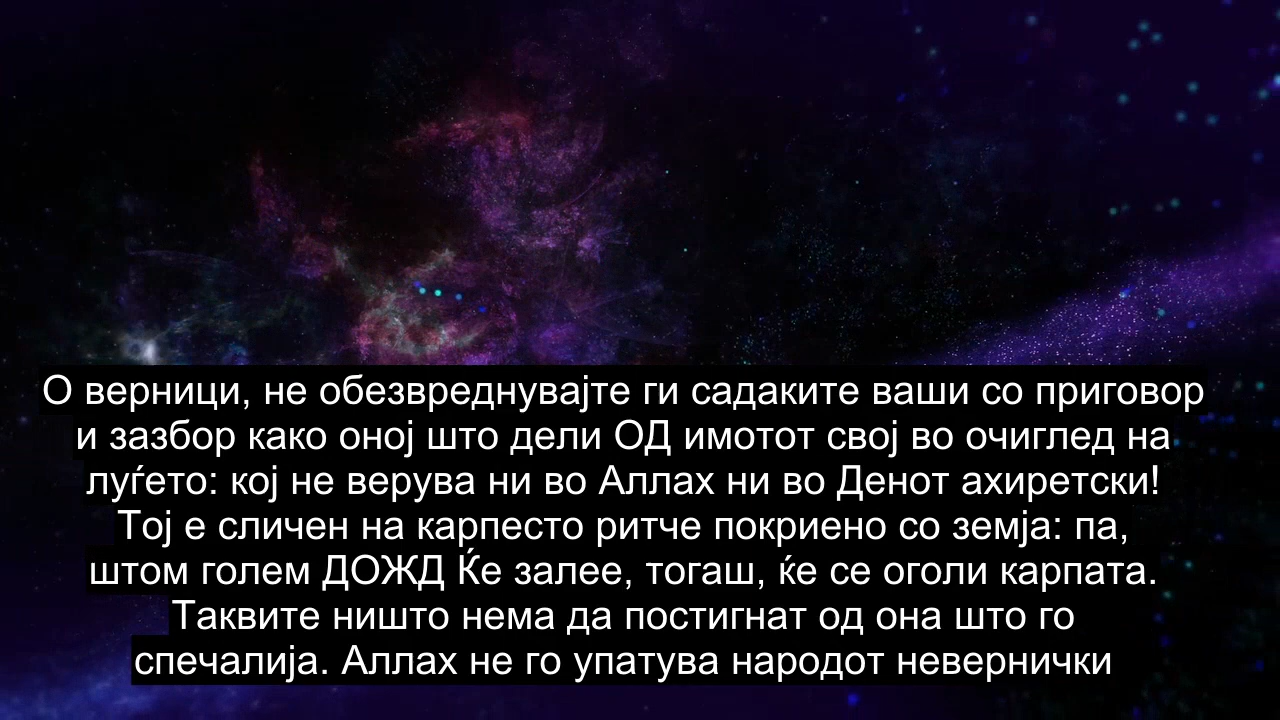 О верници, не обезвреднувајте ги садаките ваши со приговор
и зазбор како оној што дели ОД имотот свој во очиглед на
луѓето: кој не верува ни во Аллах ни во Денот ахиретски!
Тој е сличен на карпесто ритче покриено со земја: па,
штом голем ДОЖД Ќе залее, тогаш, ќе се оголи карпата.
Таквите ништо нема да постигнат од она што го
спечалија. Аллах не го упатува народот невернички